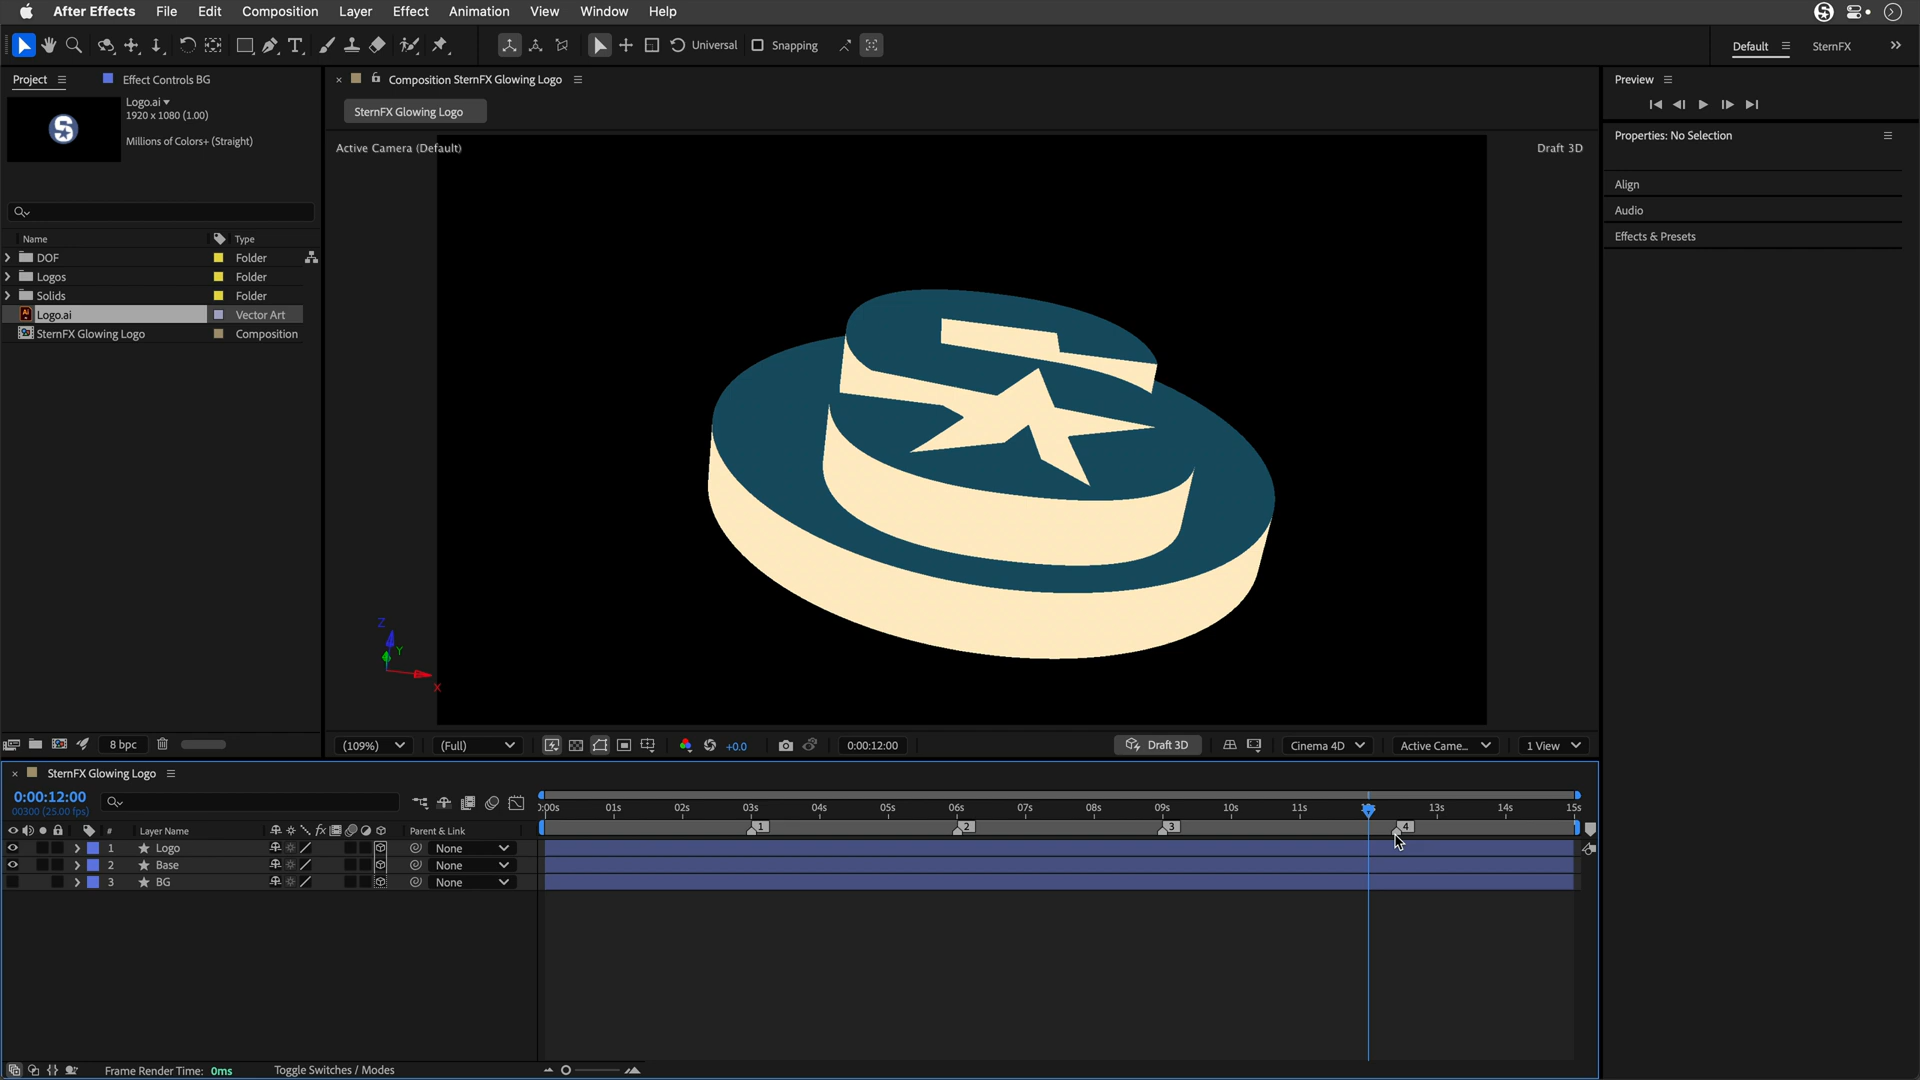 After Effects File Edit Composition Layer Effect Animation View Window Help
Universal Snapping Default SternFX
Project Effect Controls BG
Logo.ai
1920 x 1080 (1.00)
Millions of Colors+ (Straight)
Name Type
DOF Folder
Logos Folder
Solids Folder
Logo.ai Vector Art
SternFX Glowing Logo Composition
8 bpc
Composition SternFX Glowing Logo
SternFX Glowing Logo
Active Camera (Default) Draft 3D
Z
Y
X
(109%) (Full) +0.0 0:00:12:00 Draft 3D Cinema 4D Active Came... 1 View
Preview
Properties: No Selection
Align
Audio
Effects & Presets
SternFX Glowing Logo
0:00:12:00
00300 (25.00 fps)
01s 02s 03s 04s 05s 06s 07s 08s 09s 10s 11s 13s 14s 15s
1 2 3 4
# Layer Name fx Parent & Link
1 Logo None
2 Base None
3 BG None
Frame Render Time: 0ms Toggle Switches / Modes